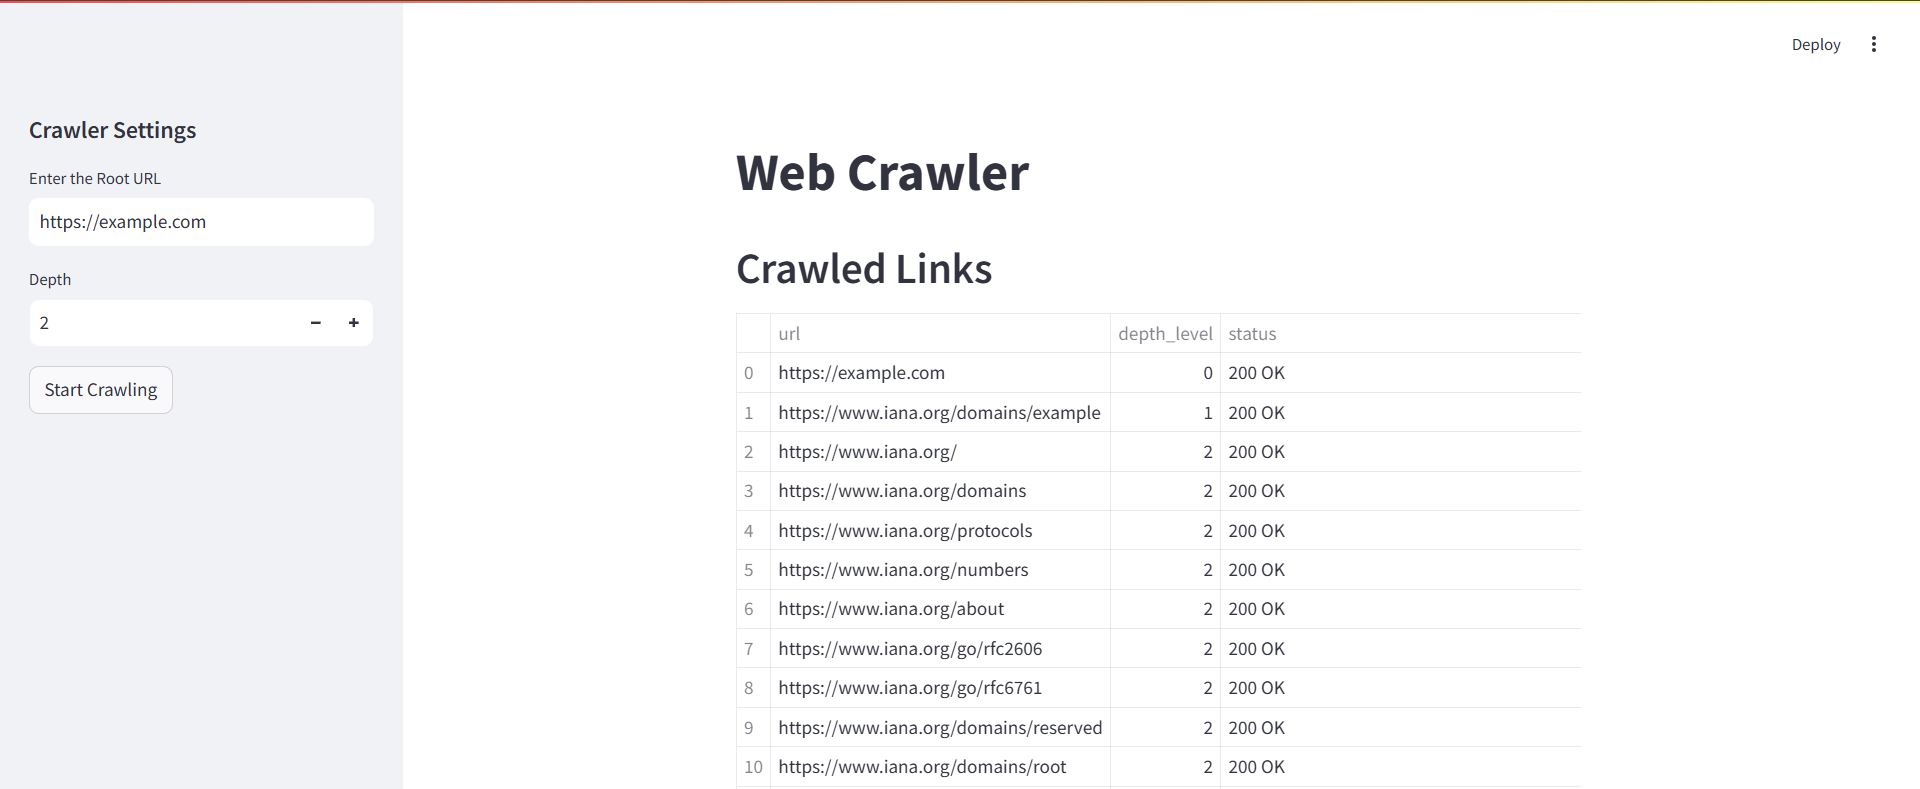 Deploy
Crawler Settings
Enter the Root URL
https://example.com
Depth
2
Start Crawling
Web Crawler
Crawled Links
url depth_level status
0 https://example.com 0 200 OK
1 https://www.iana.org/domains/example 1 200 OK
2 https://www.iana.org/ 2 200 OK
3 https://www.iana.org/domains 2 200 OK
4 https://www.iana.org/protocols 2 200 OK
5 https://www.iana.org/numbers 2 200 OK
6 https://www.iana.org/about 2 200 OK
7 https://www.iana.org/go/rfc2606 2 200 OK
8 https://www.iana.org/go/rfc6761 2 200 OK
9 https://www.iana.org/domains/reserved 2 200 OK
10 https://www.iana.org/domains/root 2 200 OK